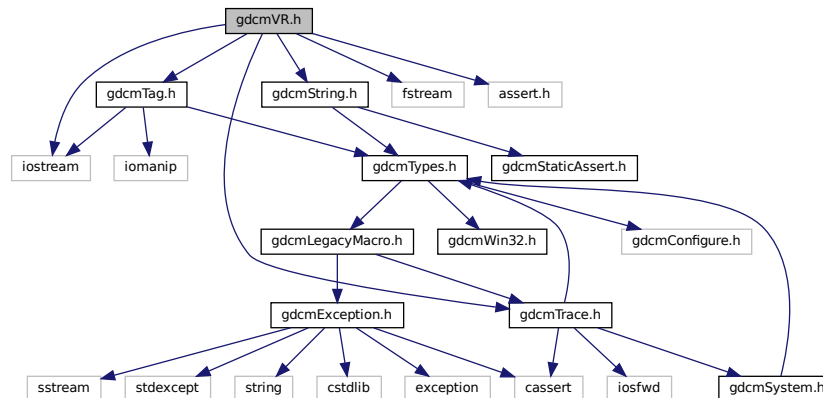 gdcmVR.h
gdcmTag.h
gdcmString.h
fstream
assert.h
iostream
iomanip
gdcmTypes.h
gdcmStaticAssert.h
gdcmLegacyMacro.h
gdcmWin32.h
gdcmConfigure.h
gdcmException.h
gdcmTrace.h
sstream
stdexcept
string
cstdlib
exception
cassert
iosfwd
gdcmSystem.h